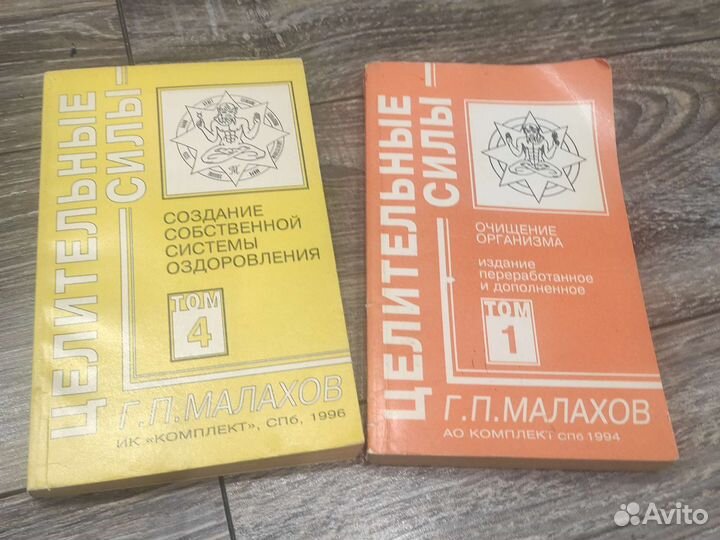 ЦЕЛИТЕЛЬНЫЕ
СИЛЫ
СОЗДАНИЕ
СОБСТВЕННОЙ
СИСТЕМЫ
ОЗДОРОВЛЕНИЯ
ТОМ
4
Г.П.МАЛАХОВ
ИК «КОМПЛЕКТ», СПб, 1996
ЦЕЛИТЕЛЬНЫЕ
СИЛЫ
ОЧИЩЕНИЕ
ОРГАНИЗМА
издание
переработанное
и дополненное
ТОМ
1
Г.П.МАЛАХОВ
АО КОМПЛЕКТ СПб 1994
Avito